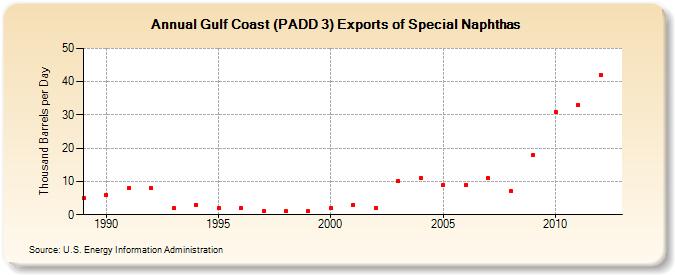 Annual Gulf Coast (PADD 3) Exports of Special Naphthas
Thousand Barrels per Day
50
40
30
20
10
0
1990 1995 2000 2005 2010
Source: U.S. Energy Information Administration